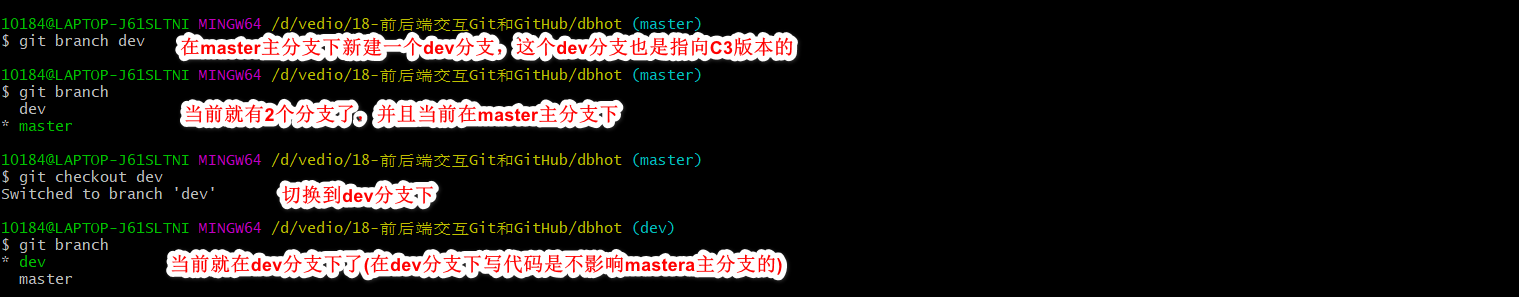 10184@LAPTOP-J61SLTNI MINGW64 /d/vedio/18-前后端交互Git和GitHub/dbhot (master)
$ git branch dev 在master主分支下新建一个dev分支，这个dev分支也是指向C3版本的
10184@LAPTOP-J61SLTNI MINGW64 /d/vedio/18-前后端交互Git和GitHub/dbhot (master)
$ git branch
dev
当前就有2个分支了、并且当前在master主分支下
* master
10184@LAPTOP-J61SLTNI MINGW64 /d/vedio/18-前后端交互Git和GitHub/dbhot (master)
$ git checkout dev
Switched to branch 'dev' 切换到dev分支下
10184@LAPTOP-J61SLTNI MINGW64 /d/vedio/18-前后端交互Git和GitHub/dbhot (dev)
$ git branch
* dev 当前就在dev分支下了(在dev分支下写代码是不影响mastera主分支的)
master